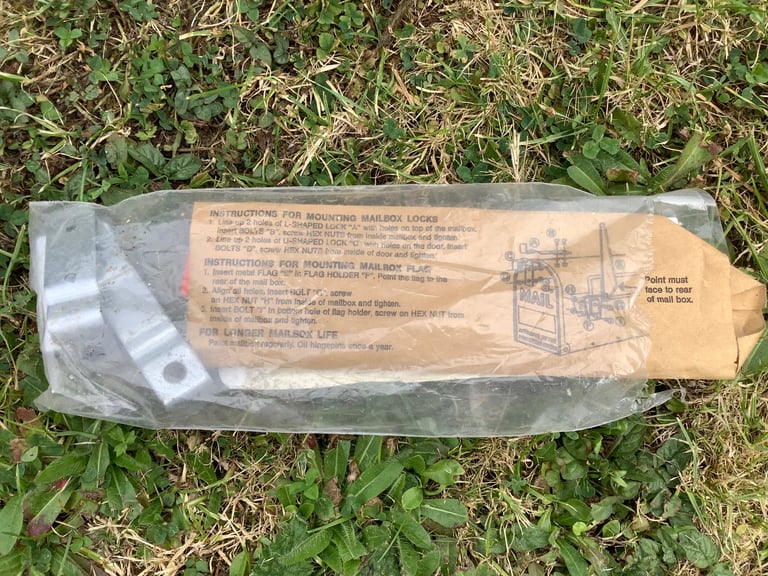 INSTRUCTIONS FOR MOUNTING MAILBOX LOCKS
1. Line up 2 holes of L-SHAPED LOCK "A" with holes on top of the mailbox.
Insert BOLTS "B", screw HEX NUTS from inside mailbox and tighten.
2. Line up 2 holes of U-SHAPED LOCK "C" with holes on the door. Insert
BOLTS "D", screw HEX NUTS from inside of door and tighten.
INSTRUCTIONS FOR MOUNTING MAILBOX FLAG
1. Insert metal FLAG "E" in FLAG HOLDER "F". Point the flag to the
rear of the mail box.
2. Align all holes. Insert BOLT "G", screw
on HEX NUT "H" from inside of mailbox and tighten.
3. Insert BOLT "I" in bottom hole of flag holder, screw on HEX NUT from
inside of mailbox and tighten.
FOR LONGER MAILBOX LIFE
Paint mailbox regularly. Oil hingepins once a year.
MAIL
Point must
face to rear
of mail box.